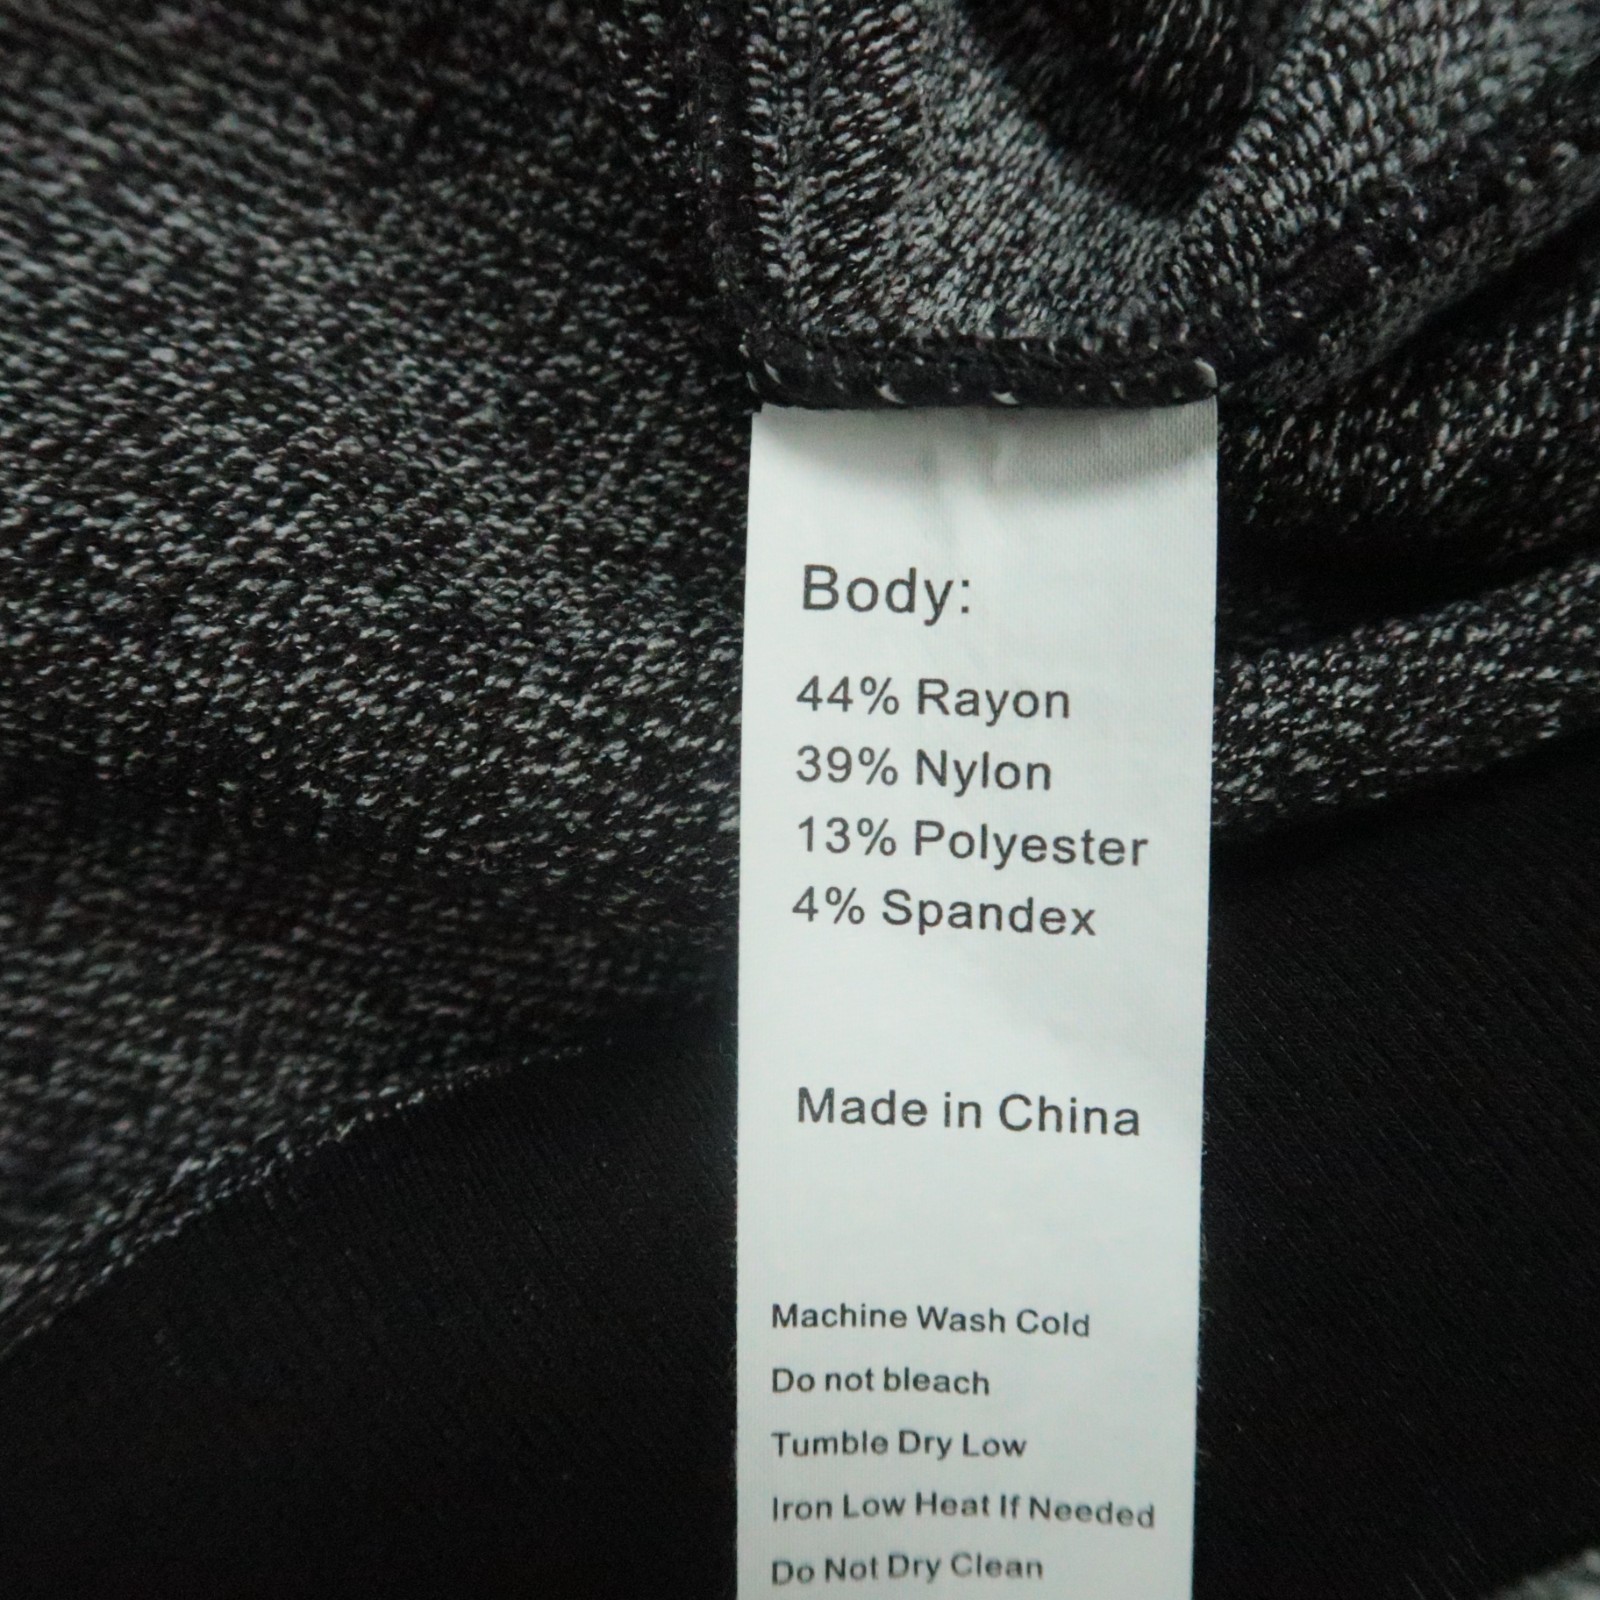 Body:
44% Rayon
39% Nylon
13% Polyester
4% Spandex
Made in China
Machine Wash Cold
Do not bleach
Tumble Dry Low
Iron Low Heat If Needed
Do Not Dry Clean